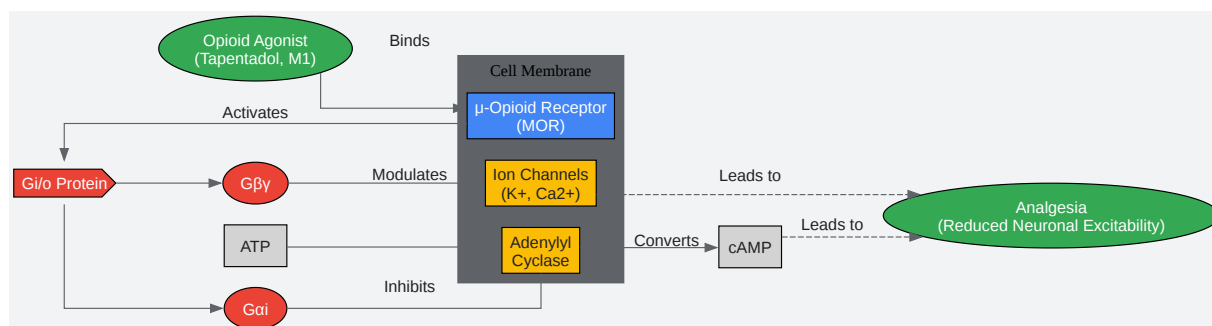 Opioid Agonist
(Tapentadol, M1)
Binds
Cell Membrane
μ-Opioid Receptor
(MOR)
Activates
Gi/o Protein
Gβγ
Modulates
Ion Channels
(K+, Ca2+)
Leads to
Analgesia
(Reduced Neuronal Excitability)
ATP
Adenylyl
Cyclase
Converts
cAMP
Leads to
Inhibits
Gαi